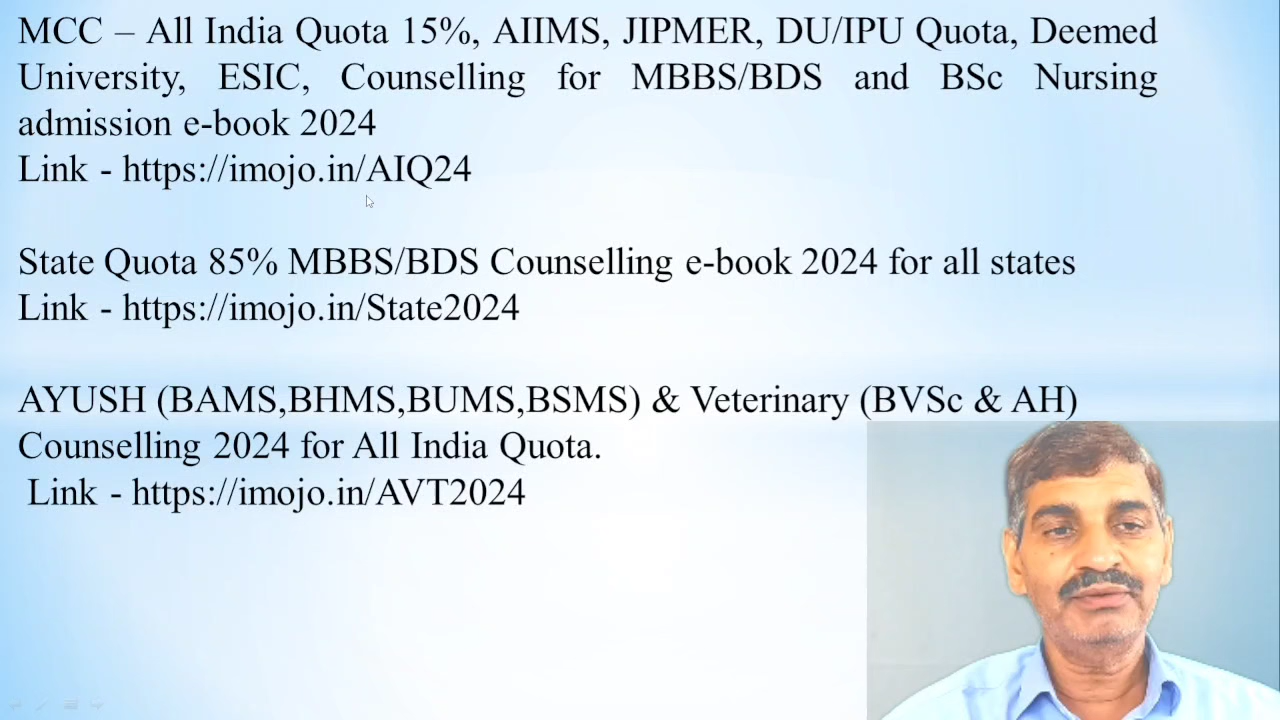 MCC – All India Quota 15%, AIIMS, JIPMER, DU/IPU Quota, Deemed
University, ESIC, Counselling for MBBS/BDS and BSc Nursing
admission e-book 2024
Link - https://imojo.in/AIQ24
State Quota 85% MBBS/BDS Counselling e-book 2024 for all states
Link - https://imojo.in/State2024
AYUSH (BAMS,BHMS,BUMS,BSMS) & Veterinary (BVSc & AH)
Counselling 2024 for All India Quota.
Link - https://imojo.in/AVT2024